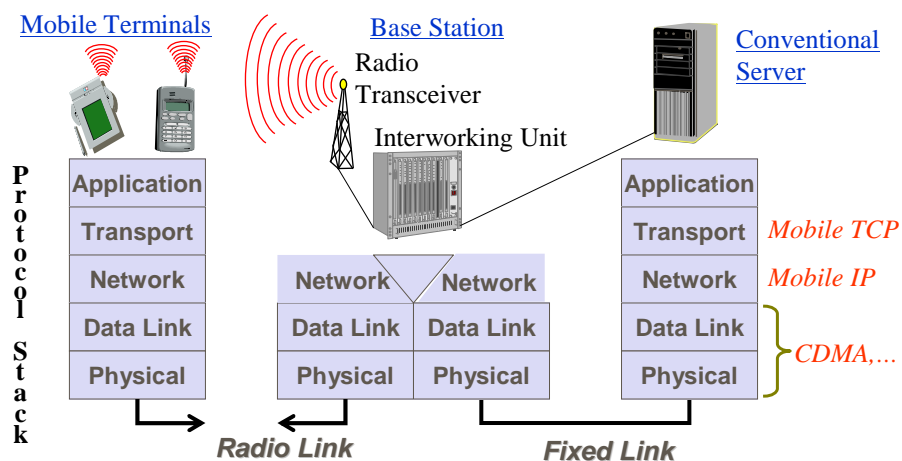 Mobile Terminals
Base Station
Conventional
Server
Radio
Transceiver
Interworking Unit
Protocol Stack
Application
Transport
Network
Data Link
Physical
Network
Network
Data Link
Data Link
Physical
Physical
Application
Transport
Network
Data Link
Physical
Mobile TCP
Mobile IP
CDMA,...
Radio Link
Fixed Link